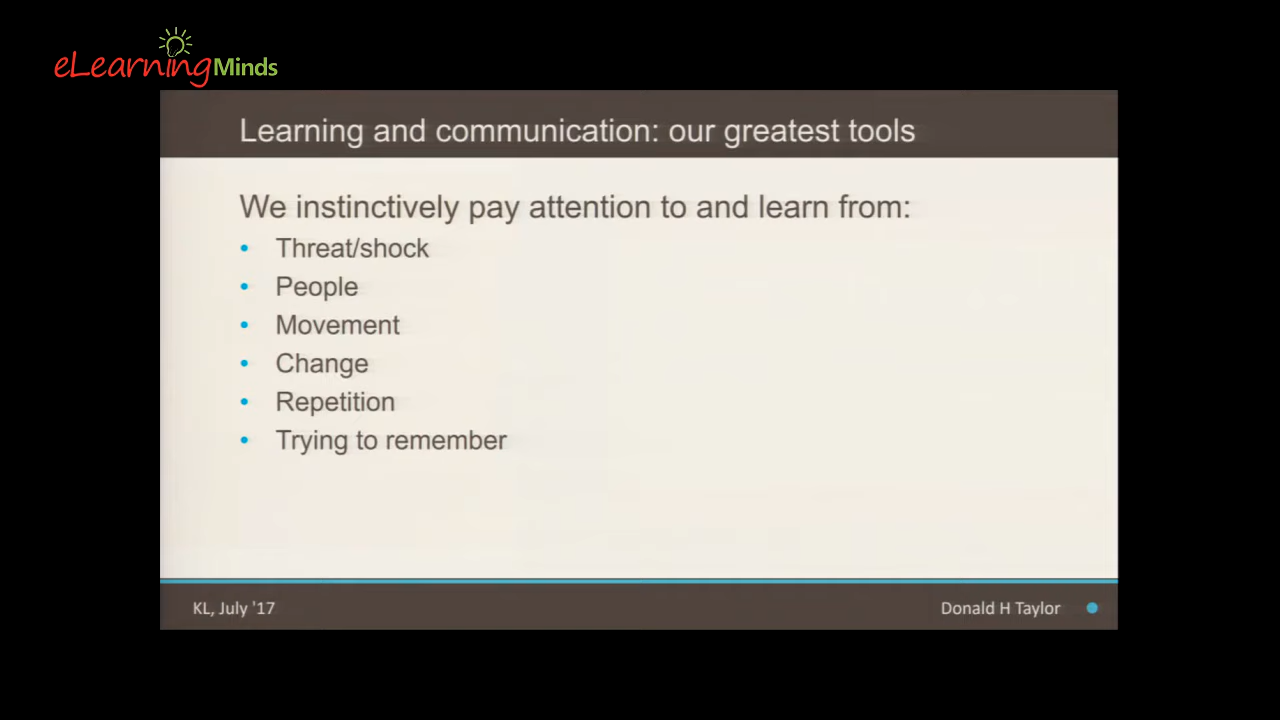 eLearningMinds
Learning and communication: our greatest tools
We instinctively pay attention to and learn from:
• Threat/shock
• People
• Movement
• Change
• Repetition
• Trying to remember
KL, July '17
Donald H Taylor